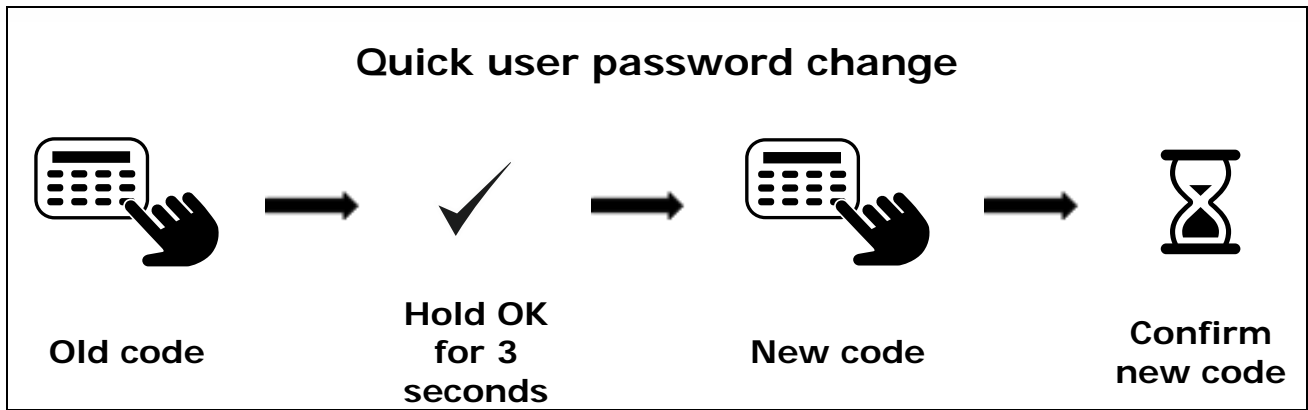 Quick user password change
Old code
Hold OK
for 3
seconds
New code
Confirm
new code